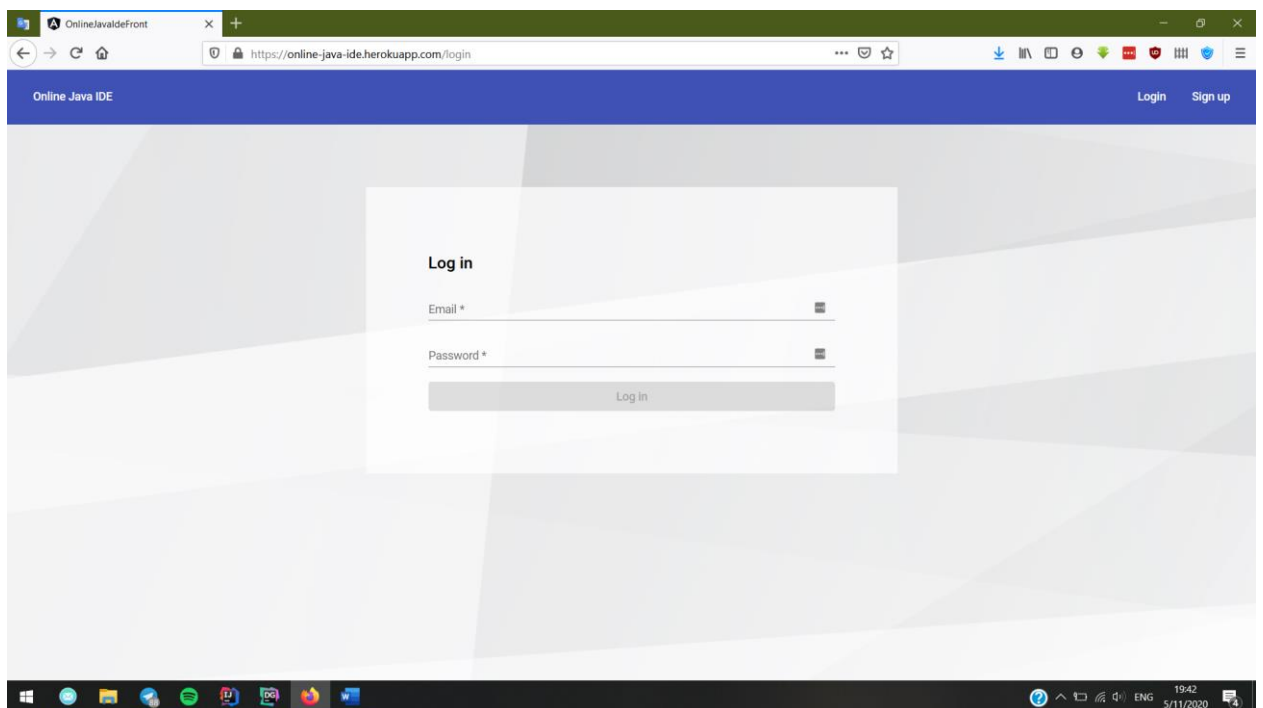 OnlineJavaIdeFront
https://online-java-ide.herokuapp.com/login
Online Java IDE
Login
Sign up
Log in
Email *
Password *
Log in
ENG
19:42
5/11/2020